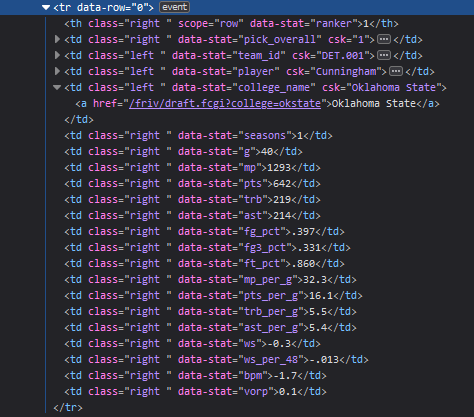 <tr data-row="0"> event
<th class="right " scope="row" data-stat="ranker">1</th>
<td class="right " data-stat="pick_overall" csk="1"> ••• </td>
<td class="left " data-stat="team_id" csk="DET.001"> ••• </td>
<td class="left " data-stat="player" csk="Cunningham"> ••• </td>
<td class="left " data-stat="college_name" csk="Oklahoma State">
<a href="/friv/draft.fcgi?college=okstate">Oklahoma State</a>
</td>
<td class="right " data-stat="seasons">1</td>
<td class="right " data-stat="g">40</td>
<td class="right " data-stat="mp">1293</td>
<td class="right " data-stat="pts">642</td>
<td class="right " data-stat="trb">219</td>
<td class="right " data-stat="ast">214</td>
<td class="right " data-stat="fg_pct">.397</td>
<td class="right " data-stat="fg3_pct">.331</td>
<td class="right " data-stat="ft_pct">.860</td>
<td class="right " data-stat="mp_per_g">32.3</td>
<td class="right " data-stat="pts_per_g">16.1</td>
<td class="right " data-stat="trb_per_g">5.5</td>
<td class="right " data-stat="ast_per_g">5.4</td>
<td class="right " data-stat="ws">-0.3</td>
<td class="right " data-stat="ws_per_48">-.013</td>
<td class="right " data-stat="bpm">-1.7</td>
<td class="right " data-stat="vorp">0.1</td>
</tr>